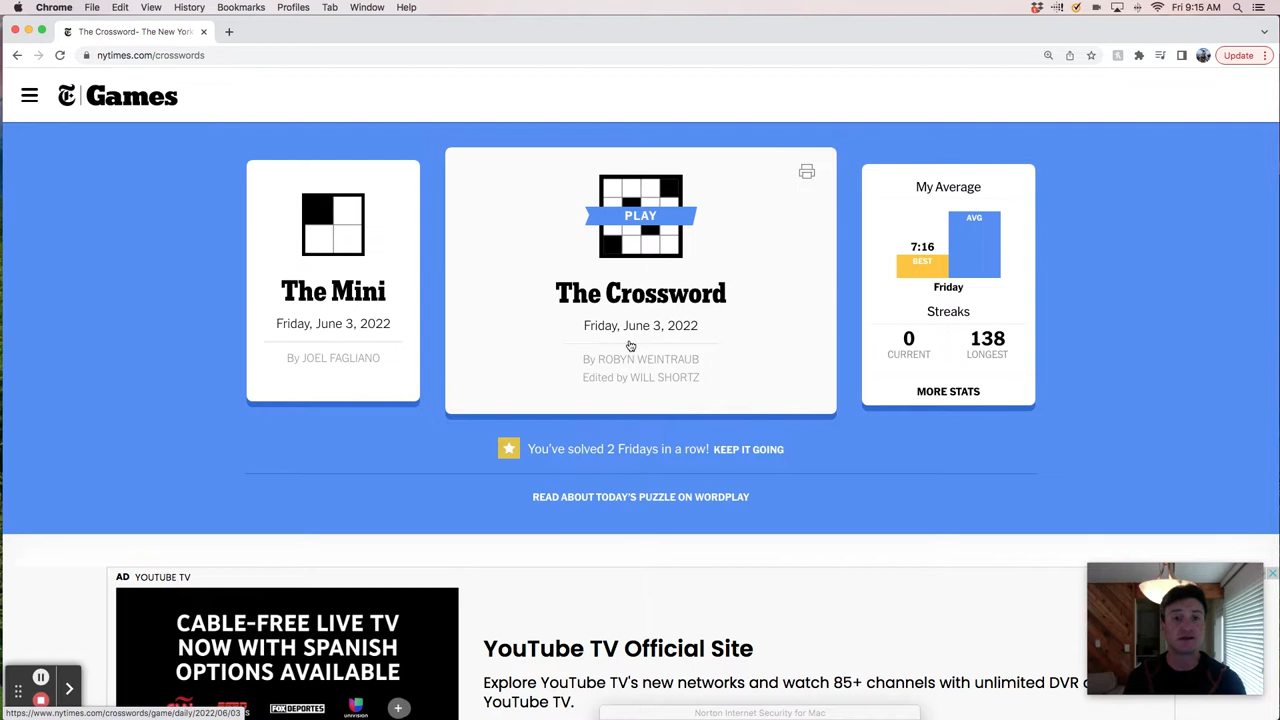 Chrome File Edit View History Bookmarks Profiles Tab Window Help Fri 9:15 AM
The Crossword- The New York
nytimes.com/crosswords Update
Games
PLAY
The Mini
Friday, June 3, 2022
By JOEL FAGLIANO
The Crossword
Friday, June 3, 2022
By ROBYN WEINTRAUB
Edited by WILL SHORTZ
My Average
AVG
7:16
BEST
Friday
Streaks
0 138
CURRENT LONGEST
MORE STATS
You've solved 2 Fridays in a row! KEEP IT GOING
READ ABOUT TODAY'S PUZZLE ON WORDPLAY
AD YOUTUBE TV
CABLE-FREE LIVE TV
NOW WITH SPANISH
OPTIONS AVAILABLE
FOX DEPORTES univision
YouTube TV Official Site
Explore YouTube TV's new networks and watch 85+ channels with unlimited DVR
YouTube TV.
https://www.nytimes.com/crosswords/game/daily/2022/06/03
Norton Internet Security for Mac